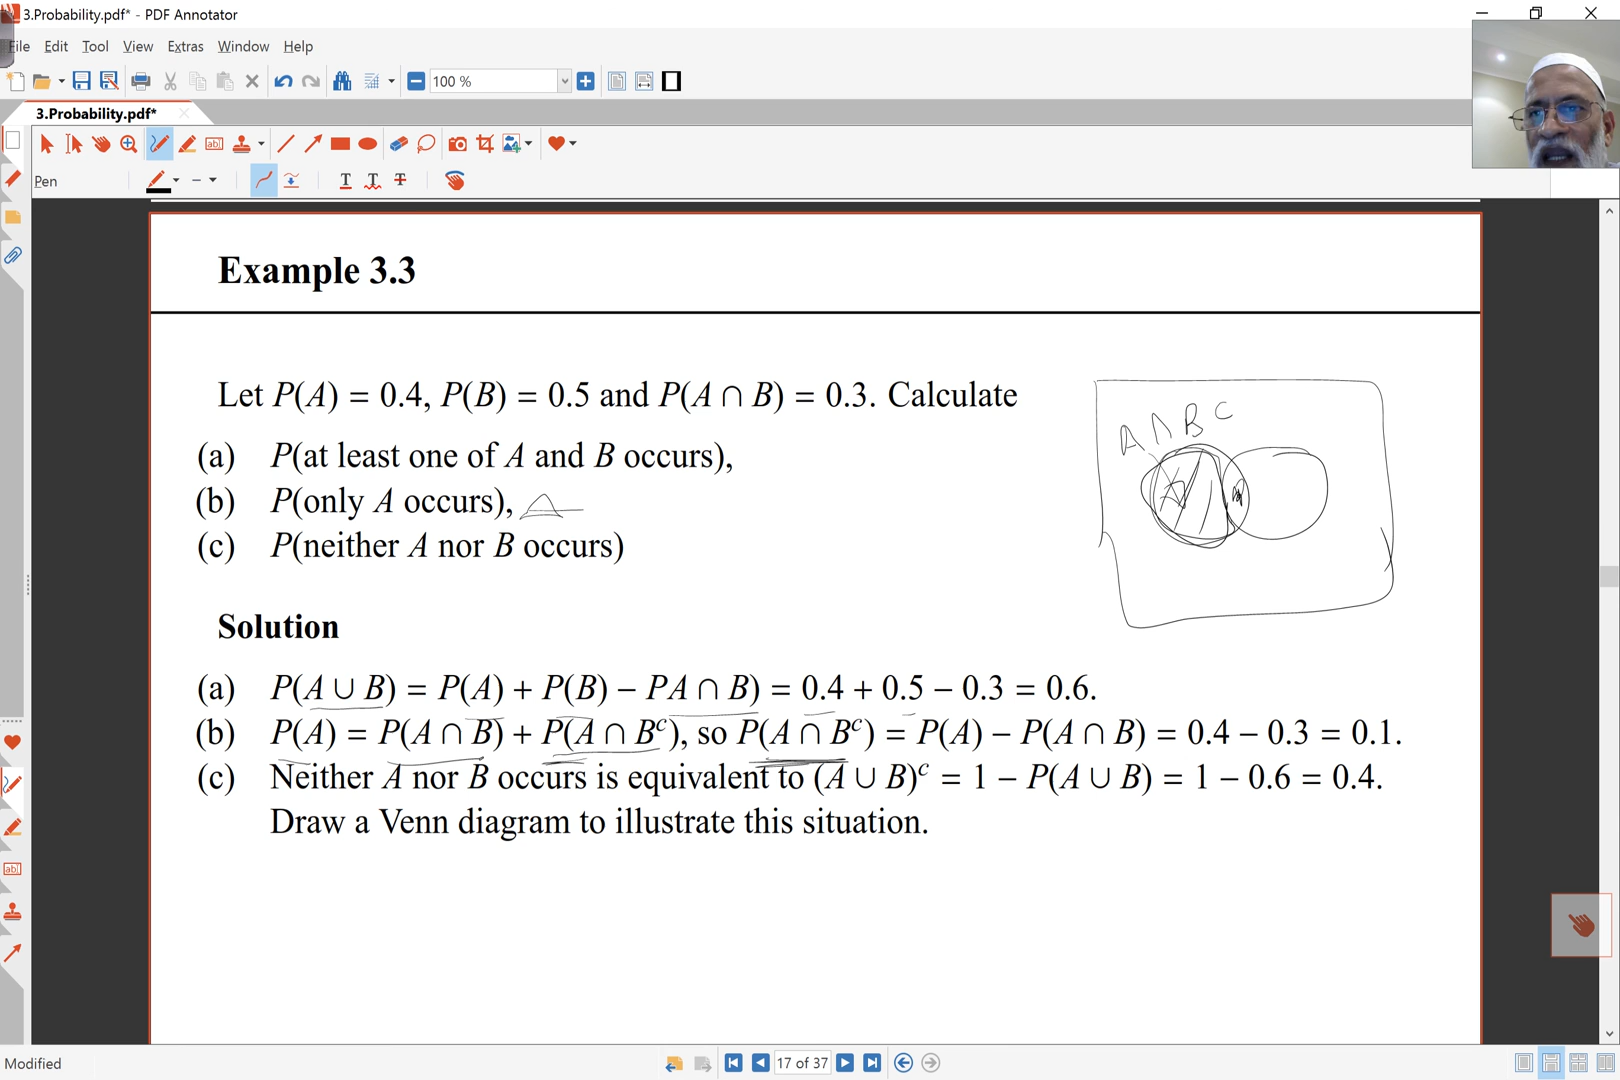 3.Probability.pdf* - PDF Annotator
File Edit Tool View Extras Window Help
100 %
3.Probability.pdf*
Pen
Example 3.3
Let P(A) = 0.4, P(B) = 0.5 and P(A ∩ B) = 0.3. Calculate
A ∩ B C
(a) P(at least one of A and B occurs),
(b) P(only A occurs), A
(c) P(neither A nor B occurs)
Solution
(a) P(A ∪ B) = P(A) + P(B) − PA ∩ B) = 0.4 + 0.5 − 0.3 = 0.6.
(b) P(A) = P(A ∩ B) + P(A ∩ Bᶜ), so P(A ∩ Bᶜ) = P(A) − P(A ∩ B) = 0.4 − 0.3 = 0.1.
(c) Neither A nor B occurs is equivalent to (A ∪ B)ᶜ = 1 − P(A ∪ B) = 1 − 0.6 = 0.4.
Draw a Venn diagram to illustrate this situation.
Modified
17 of 37